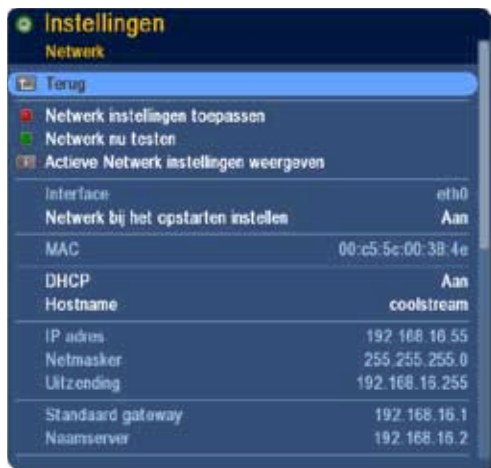 Instellingen
Netwerk
Terug
Netwerk instellingen toepassen
Netwerk nu testen
Actieve Netwerk instellingen weergeven
Interface eth0
Netwerk bij het opstarten instellen Aan
MAC 00:c5:5c:00:38:4e
DHCP Aan
Hostname coolstream
IP adres 192.168.16.55
Netmasker 255.255.255.0
Uitzending 192.168.16.255
Standaard gateway 192.168.16.1
Naamserver 192.168.16.2